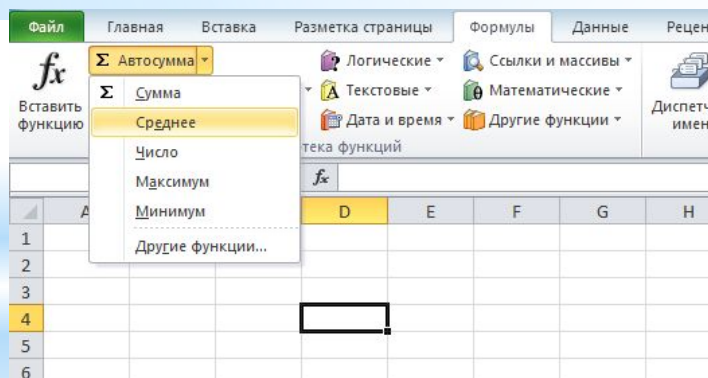 Файл Главная Вставка Разметка страницы Формулы Данные Рецен
fx Вставить функцию
Σ Автосумма
Σ Сумма
Среднее
Число
Максимум
Минимум
Другие функции...
Логические
Текстовые
Дата и время
Ссылки и массивы
Математические
Другие функции
Диспетч
имен
тека функций
fx
A D E F G H
1
2
3
4
5
6